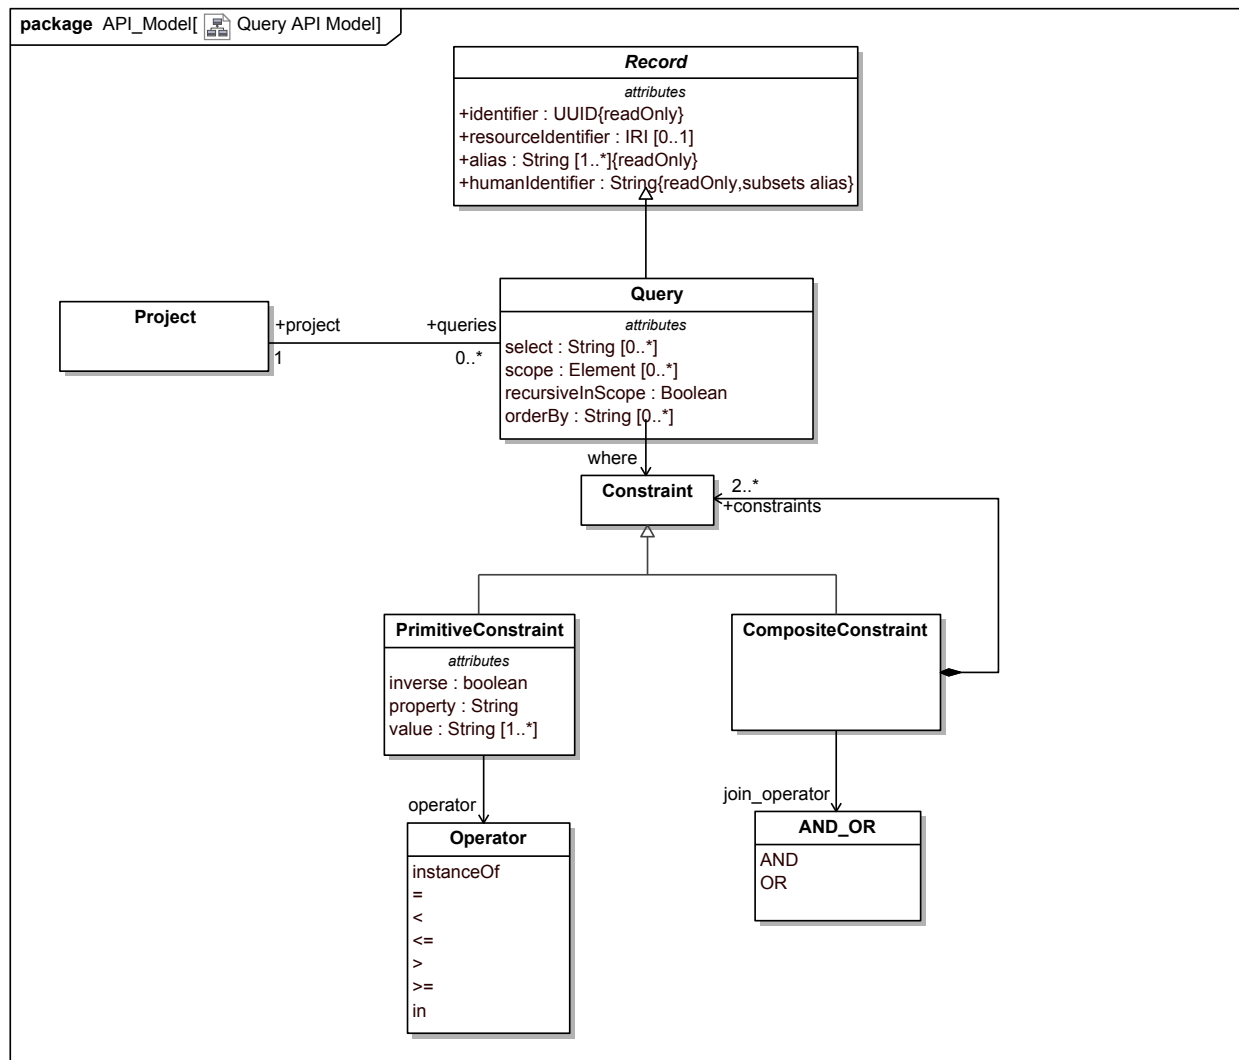 package API_Model[ Query API Model]
Record
attributes
+identifier : UUID{readOnly}
+resourceIdentifier : IRI [0..1]
+alias : String [1..*]{readOnly}
+humanIdentifier : String{readOnly,subsets alias}
Project
+project
1
+queries
0..*
Query
attributes
select : String [0..*]
scope : Element [0..*]
recursiveInScope : Boolean
orderBy : String [0..*]
where
Constraint
2..*
+constraints
PrimitiveConstraint
attributes
inverse : boolean
property : String
value : String [1..*]
CompositeConstraint
operator
join_operator
Operator
instanceOf
=
<
<=
>
>=
in
AND_OR
AND
OR